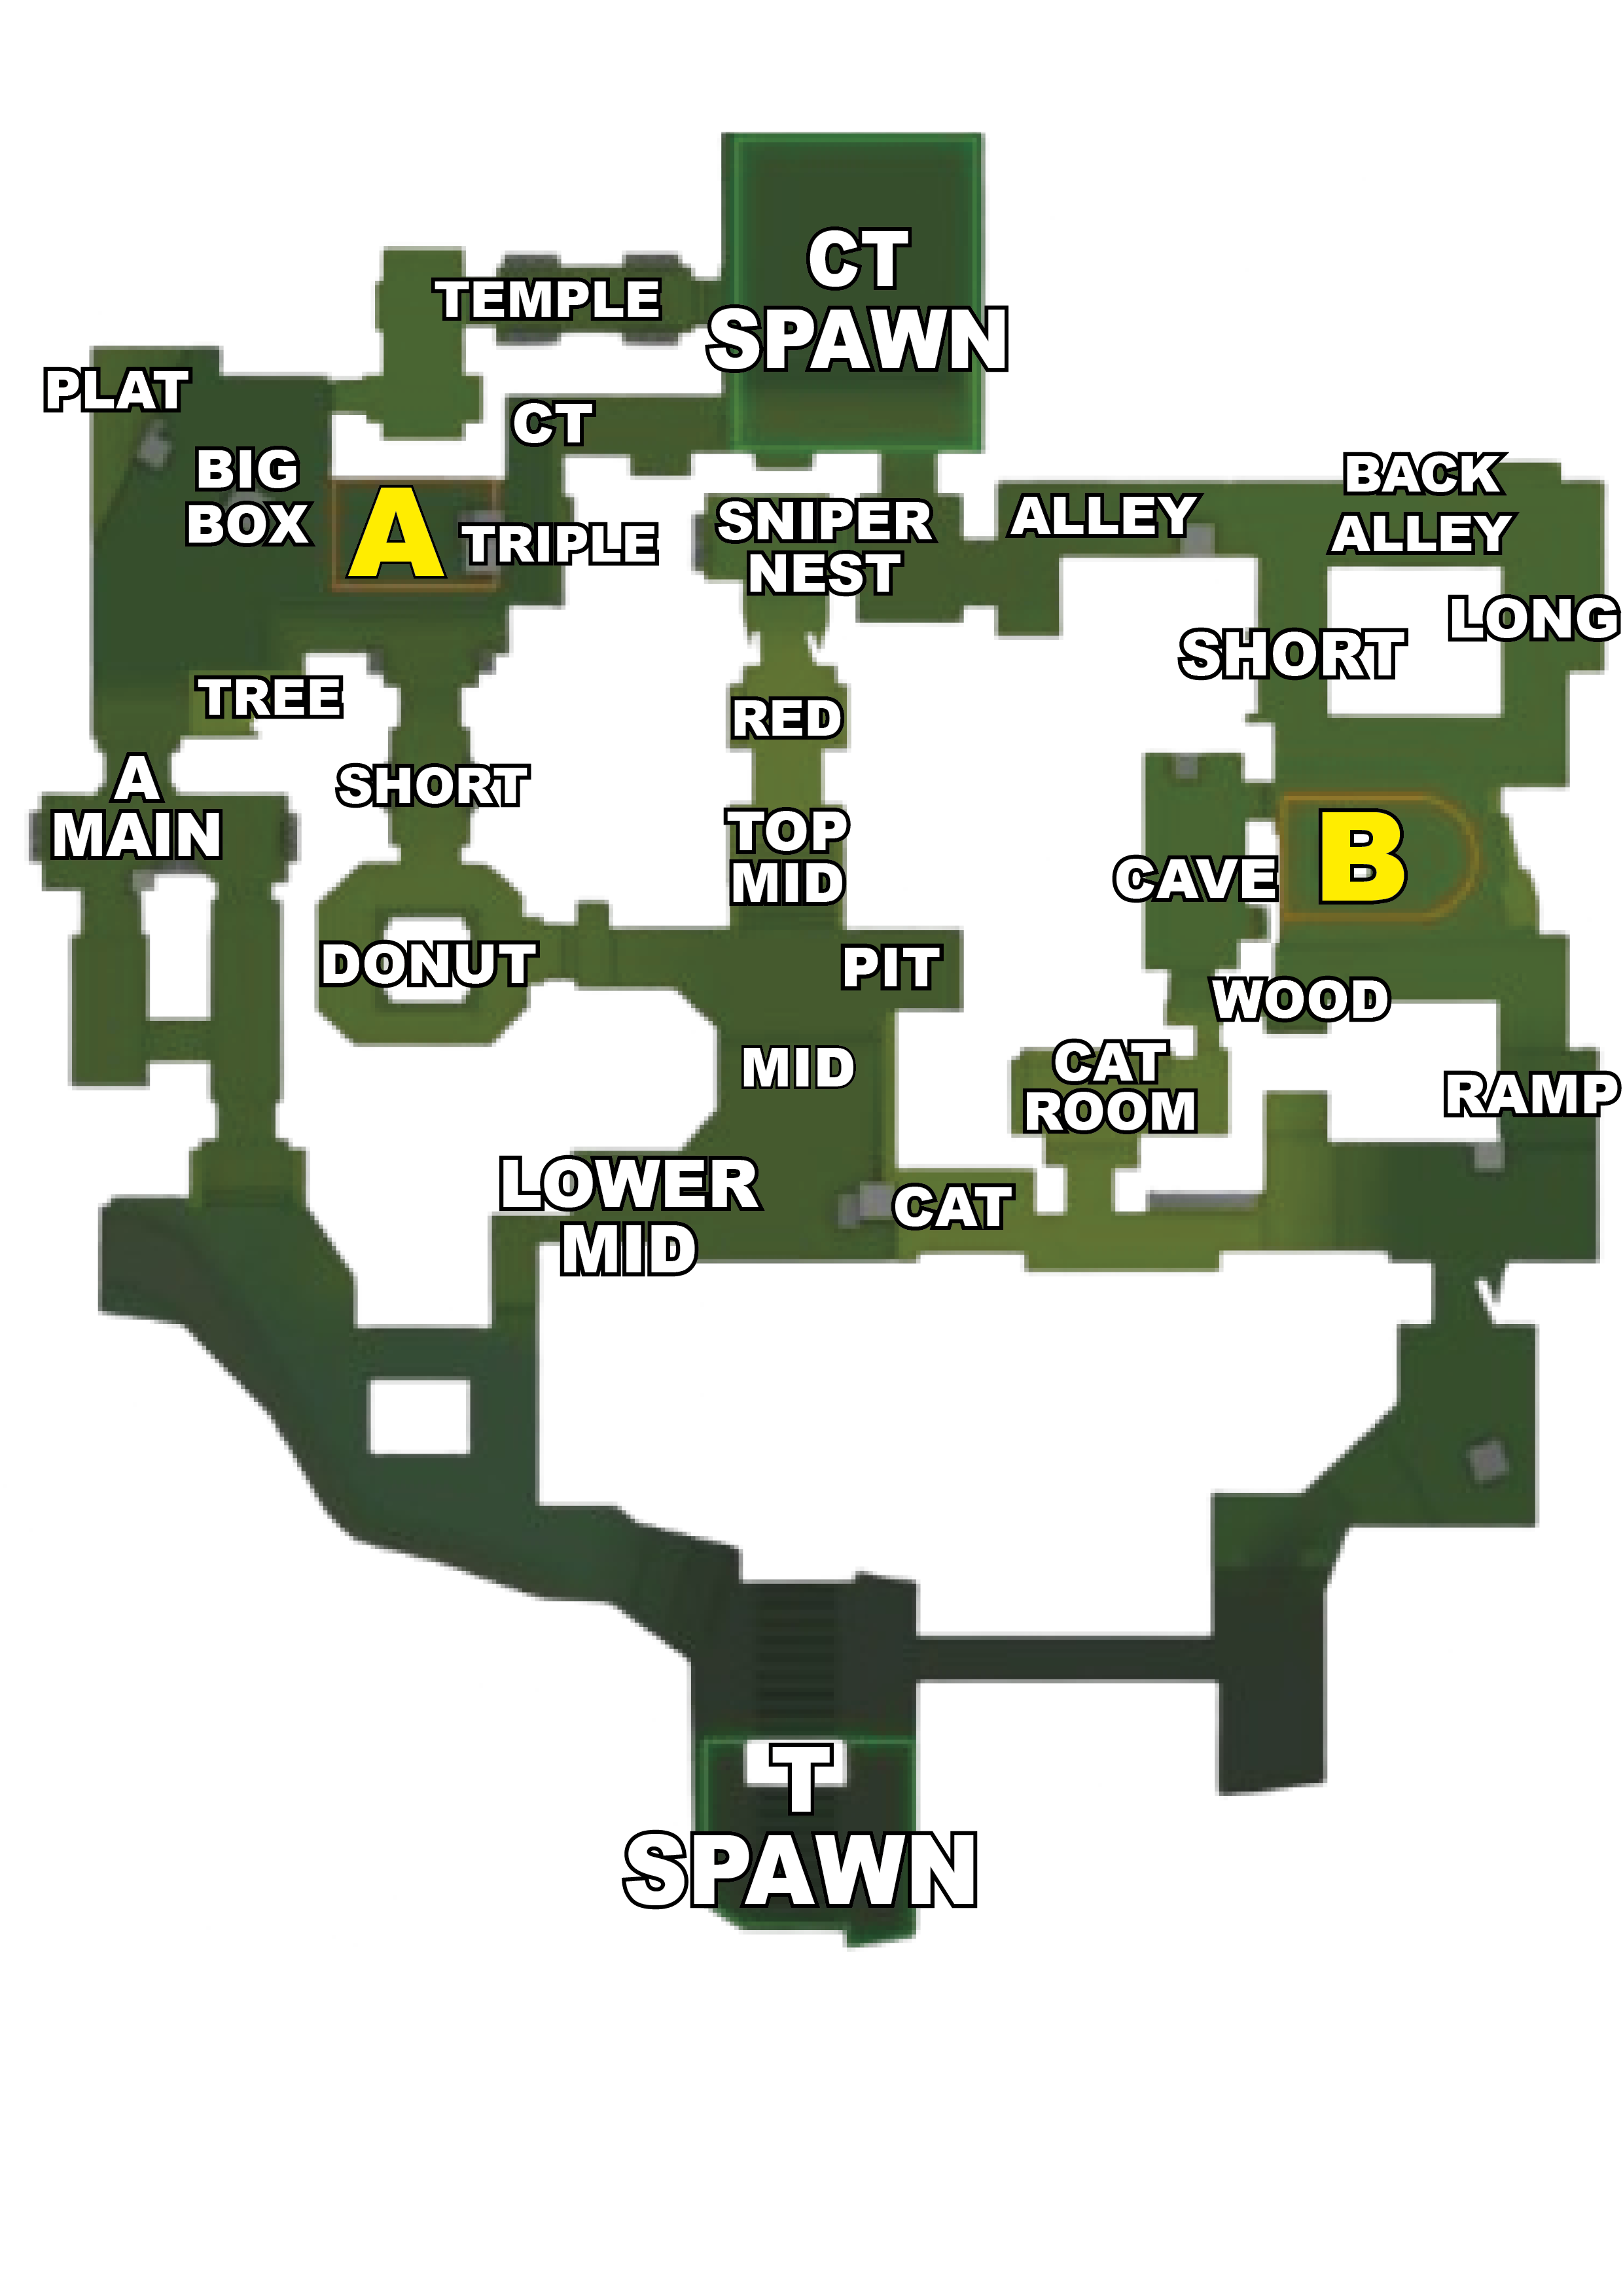 CT
SPAWN
TEMPLE
PLAT
CT
BIG
BOX
A
TRIPLE
SNIPER
NEST
ALLEY
BACK
ALLEY
LONG
SHORT
TREE
RED
A
MAIN
SHORT
TOP
MID
CAVE
B
DONUT
PIT
WOOD
MID
CAT
ROOM
RAMP
LOWER
MID
CAT
T
SPAWN